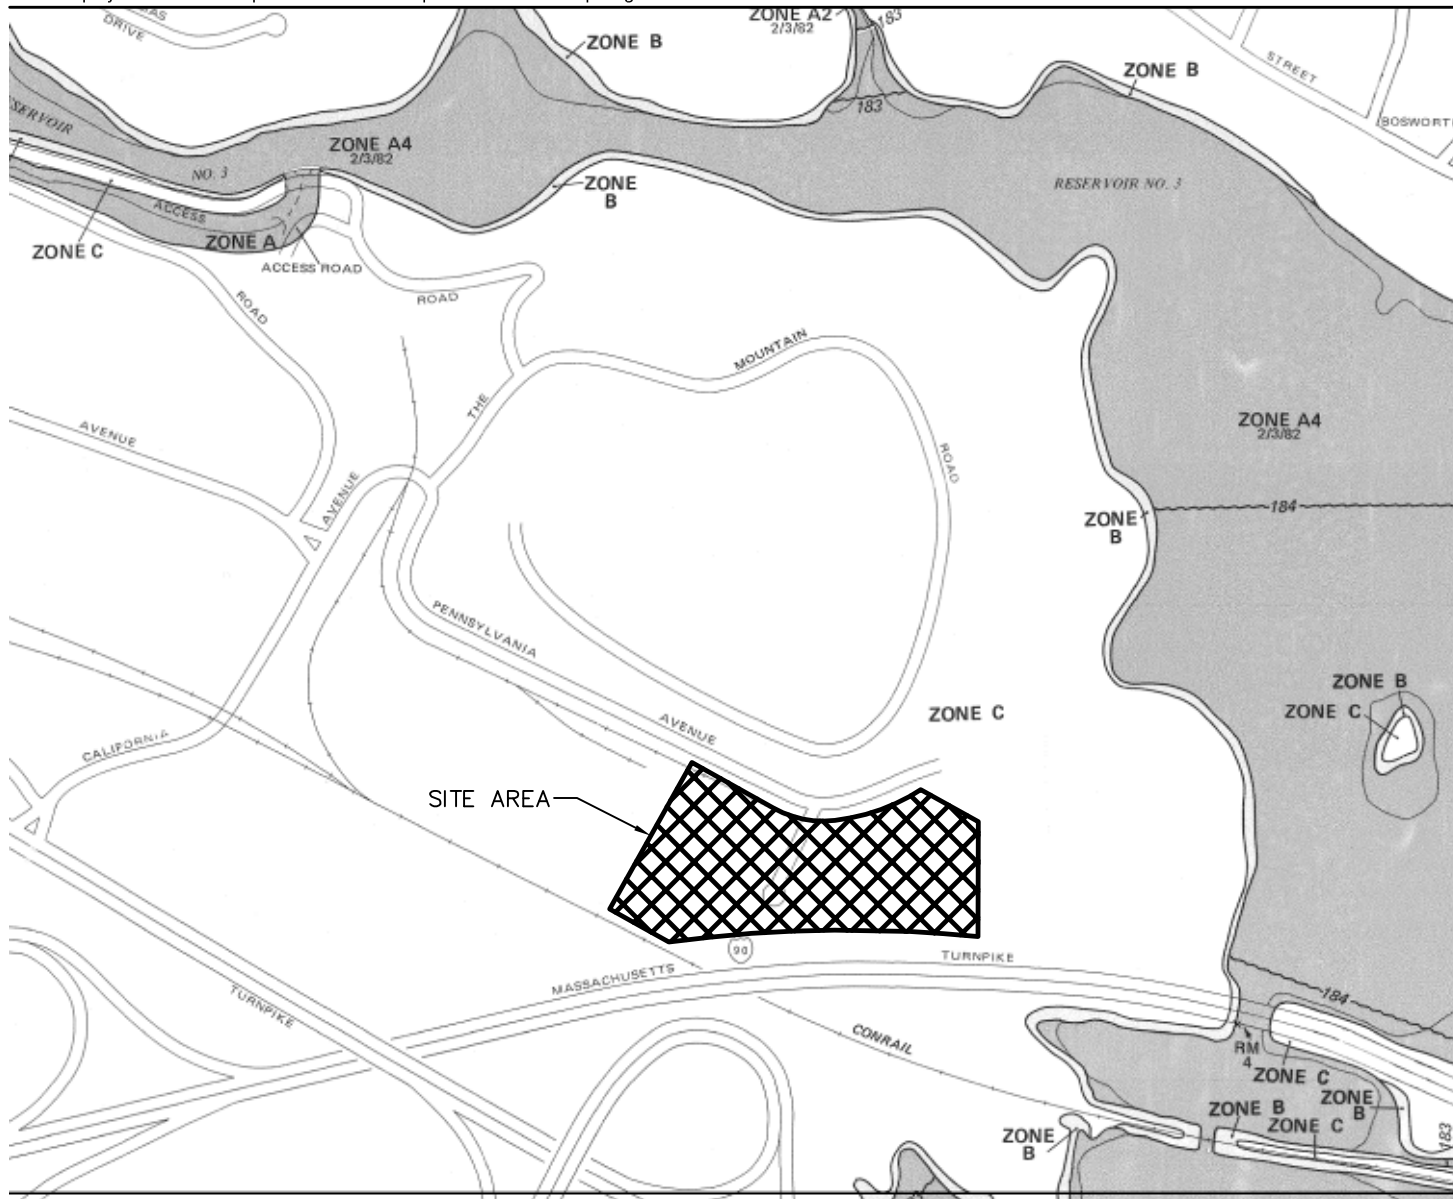 DRIVE
ZONE B
ZONE A2
2/3/82
183
STREET
ZONE B
183
ZONE A4
2/3/82
NO. 3
ZONE
B
RESERVOIR NO. 3
ACCESS
ZONE A
ZONE C
ACCESS ROAD
ROAD
ROAD
MOUNTAIN
THE
AVENUE
ROAD
ZONE A4
2/3/82
AVENUE
184
ZONE
B
PENNSYLVANIA
ZONE B
ZONE C
ZONE C
AVENUE
CALIFORNIA
SITE AREA
90
TURNPIKE
MASSACHUSETTS
TURNPIKE
184
CONRAIL
RM
4
ZONE C
ZONE
B
ZONE B
ZONE C
ZONE
B
183